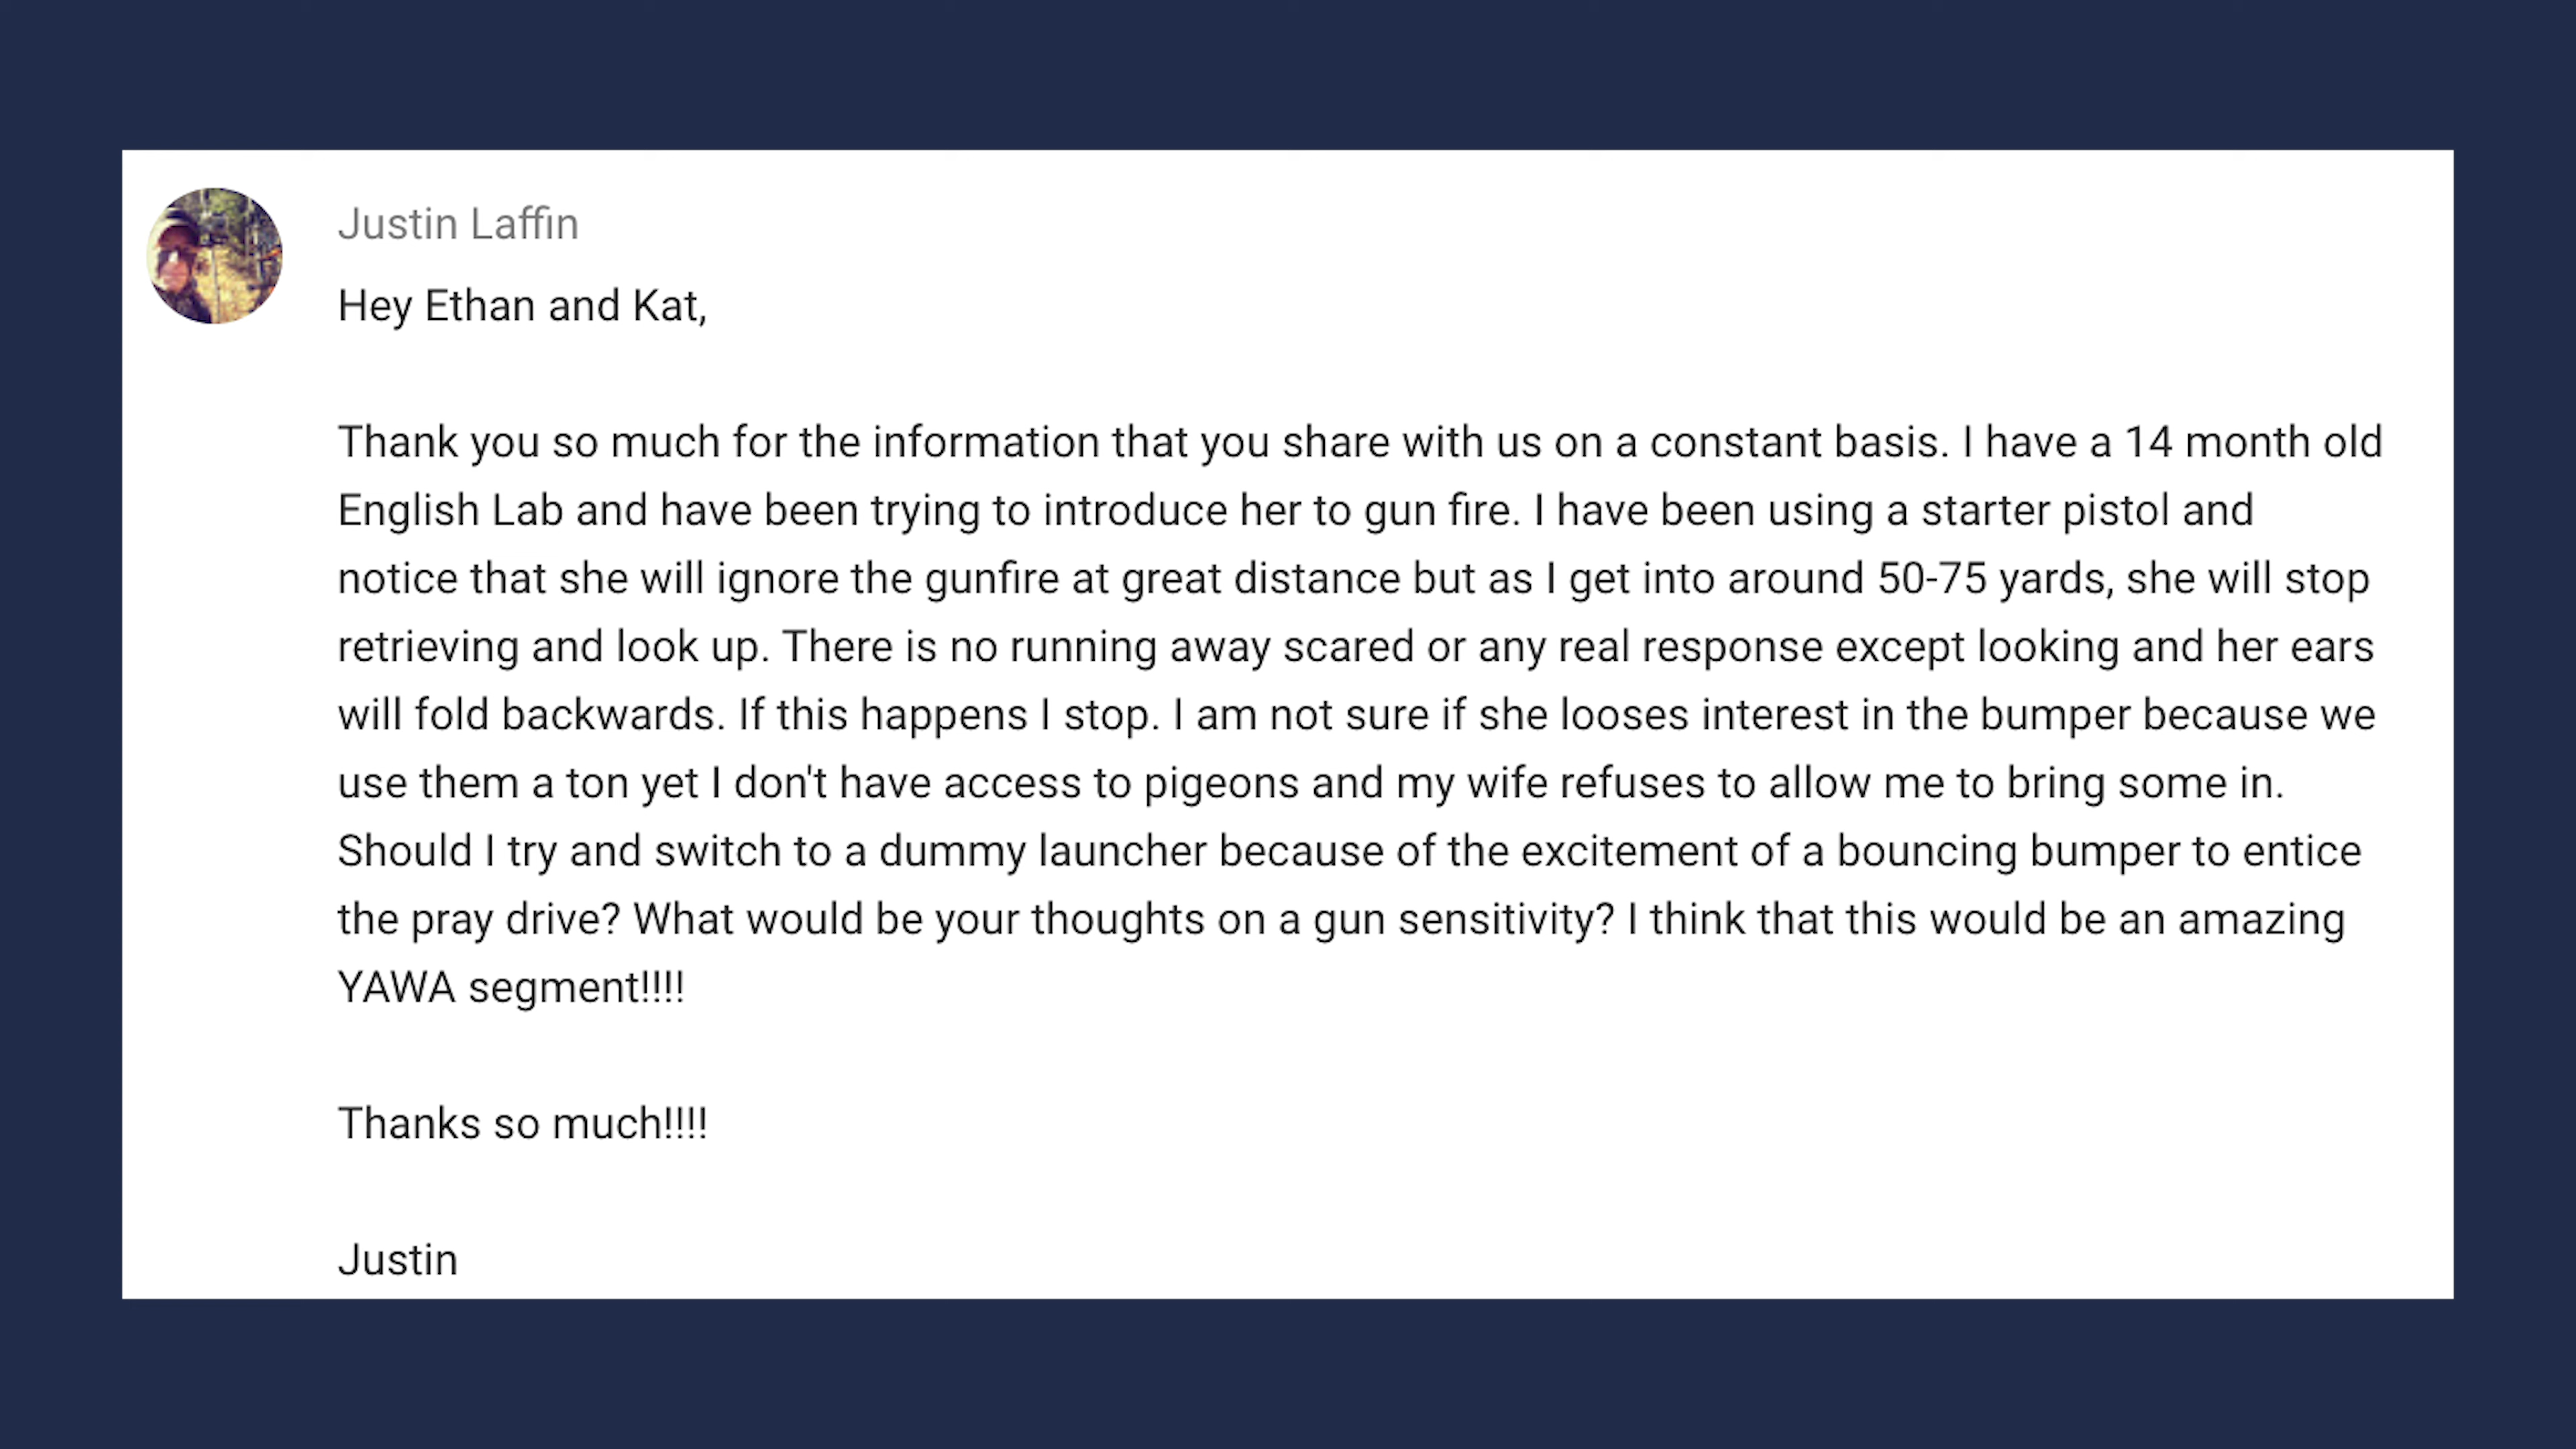 Justin Laffin
Hey Ethan and Kat,
Thank you so much for the information that you share with us on a constant basis. I have a 14 month old
English Lab and have been trying to introduce her to gun fire. I have been using a starter pistol and
notice that she will ignore the gunfire at great distance but as I get into around 50-75 yards, she will stop
retrieving and look up. There is no running away scared or any real response except looking and her ears
will fold backwards. If this happens I stop. I am not sure if she looses interest in the bumper because we
use them a ton yet I don't have access to pigeons and my wife refuses to allow me to bring some in.
Should I try and switch to a dummy launcher because of the excitement of a bouncing bumper to entice
the pray drive? What would be your thoughts on a gun sensitivity? I think that this would be an amazing
YAWA segment!!!!
Thanks so much!!!!
Justin